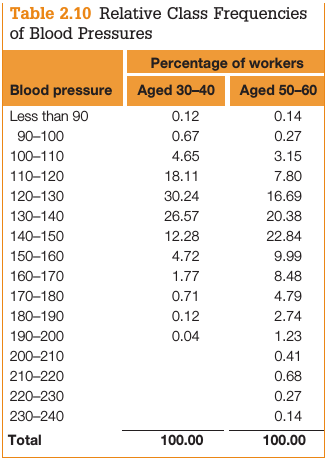 Table 2.10 Relative Class Frequencies
of Blood Pressures
Percentage of workers
Blood pressure Aged 30–40 Aged 50–60
Less than 90 0.12 0.14
90–100 0.67 0.27
100–110 4.65 3.15
110–120 18.11 7.80
120–130 30.24 16.69
130–140 26.57 20.38
140–150 12.28 22.84
150–160 4.72 9.99
160–170 1.77 8.48
170–180 0.71 4.79
180–190 0.12 2.74
190–200 0.04 1.23
200–210 0.41
210–220 0.68
220–230 0.27
230–240 0.14
Total 100.00 100.00